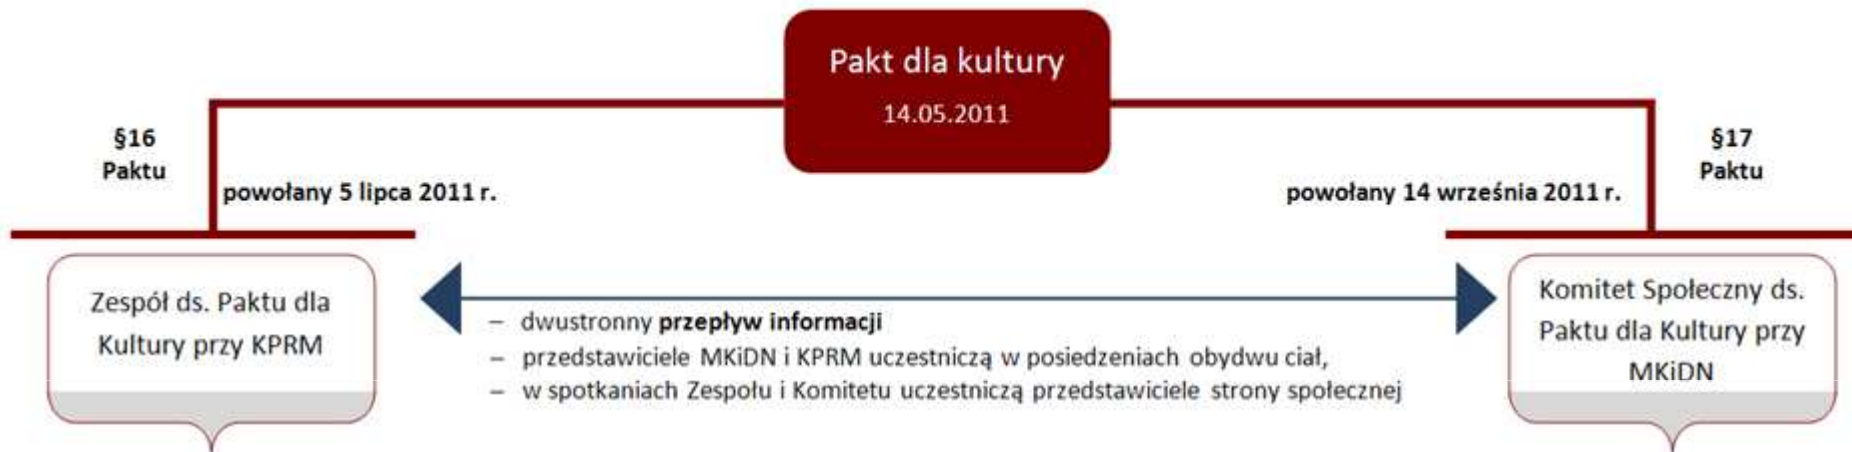 Pakt dla kultury
14.05.2011
§16
Paktu
powołany 5 lipca 2011 r.
powołany 14 września 2011 r.
§17
Paktu
Zespół ds. Paktu dla
Kultury przy KPRM
– dwustronny przepływ informacji
– przedstawiciele MKiDN i KPRM uczestniczą w posiedzeniach obydwu ciał,
– w spotkaniach Zespołu i Komitetu uczestniczą przedstawiciele strony społecznej
Komitet Społeczny ds.
Paktu dla Kultury przy
MKiDN